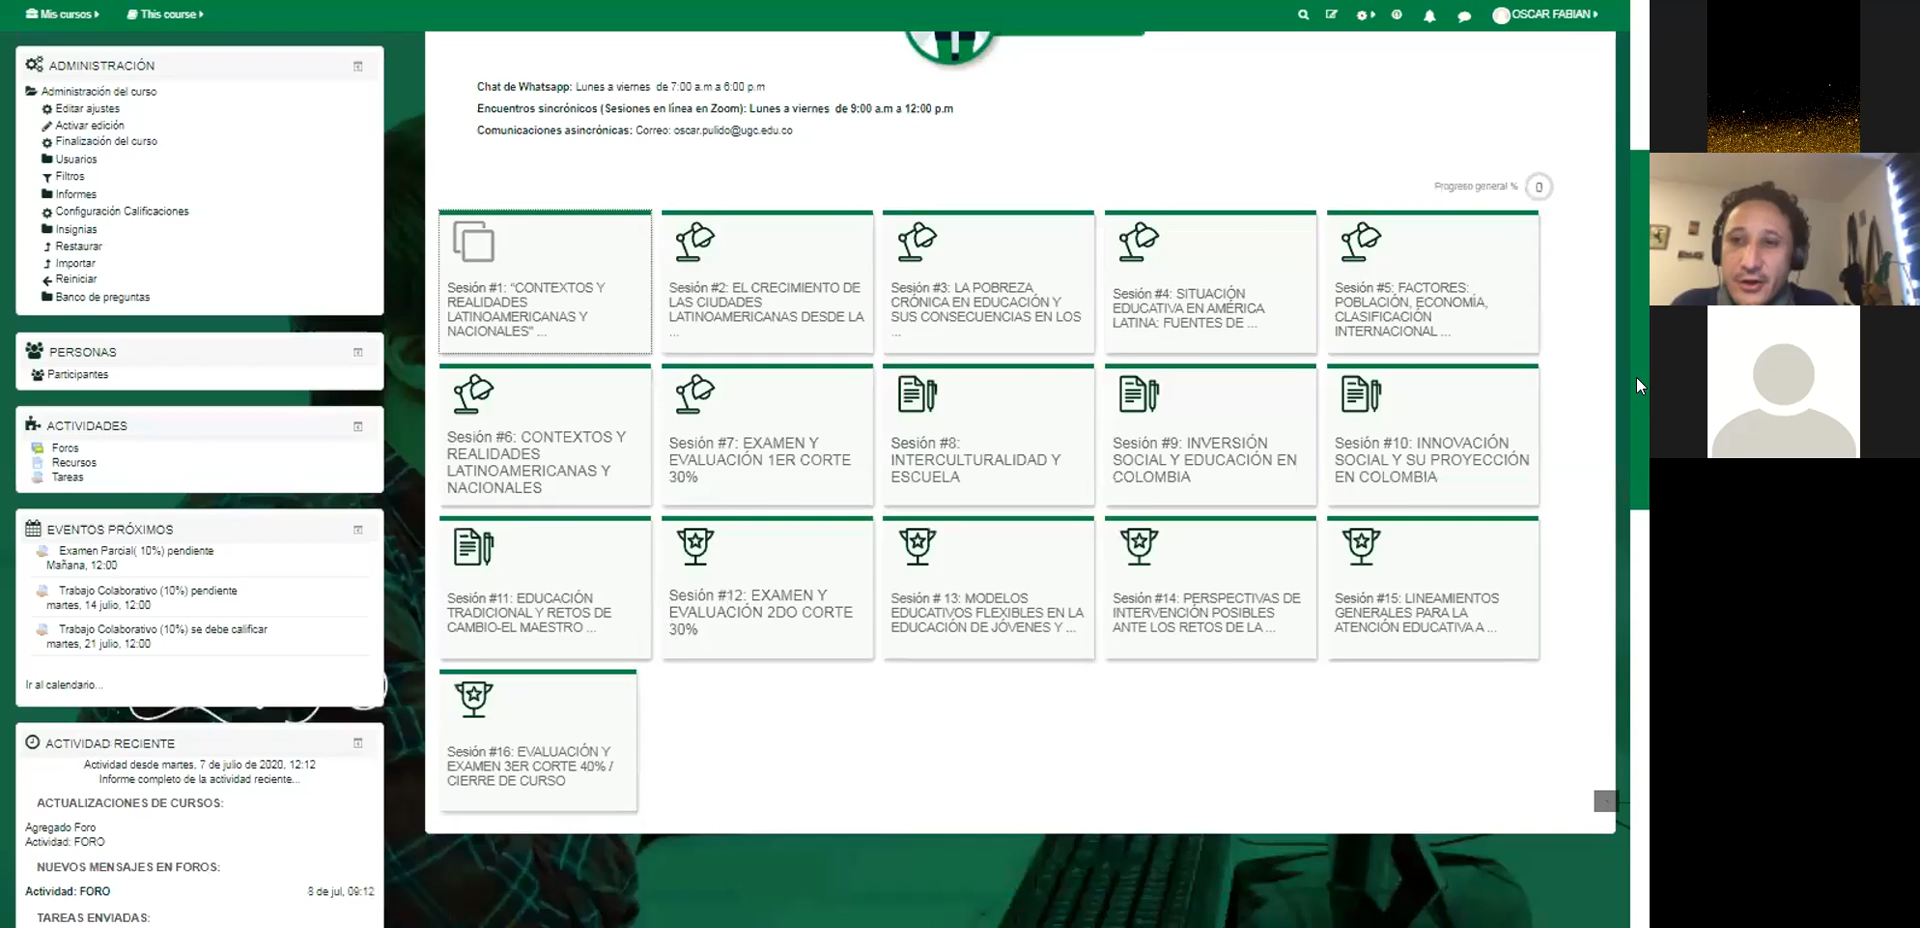 Mis cursos
This course
OSCAR FABIAN
ADMINISTRACIÓN
Administración del curso
Editar ajustes
Activar edición
Finalización del curso
Usuarios
Filtros
Informes
Configuración Calificaciones
Insignias
Restaurar
Importar
Reiniciar
Banco de preguntas
PERSONAS
Participantes
ACTIVIDADES
Foros
Recursos
Tareas
EVENTOS PRÓXIMOS
Examen Parcial( 10%) pendiente
Mañana, 12:00
Trabajo Colaborativo (10%) pendiente
martes, 14 julio, 12:00
Trabajo Colaborativo (10%) se debe calificar
martes, 21 julio, 12:00
Ir al calendario...
ACTIVIDAD RECIENTE
Actividad desde martes, 7 de julio de 2020, 12:12
Informe completo de la actividad reciente...
ACTUALIZACIONES DE CURSOS:
Agregado Foro
Actividad: FORO
NUEVOS MENSAJES EN FOROS:
Actividad: FORO 8 de jul, 09:12
TAREAS ENVIADAS:
Chat de Whatsapp: Lunes a viernes de 7:00 a.m a 6:00 p.m
Encuentros sincrónicos (Sesiones en línea en Zoom): Lunes a viernes de 9:00 a.m a 12:00 p.m
Comunicaciones asincrónicas: Correo: oscar.pulido@ugc.edu.co
Progreso general % 0
Sesión #1: “CONTEXTOS Y
REALIDADES
LATINOAMERICANAS Y
NACIONALES" ...
Sesión #2: EL CRECIMIENTO DE
LAS CIUDADES
LATINOAMERICANAS DESDE LA
...
Sesión #3: LA POBREZA
CRÓNICA EN EDUCACIÓN Y
SUS CONSECUENCIAS EN LOS
...
Sesión #4: SITUACIÓN
EDUCATIVA EN AMÉRICA
LATINA: FUENTES DE ...
Sesión #5: FACTORES:
POBLACIÓN, ECONOMÍA,
CLASIFICACIÓN
INTERNACIONAL ...
Sesión #6: CONTEXTOS Y
REALIDADES
LATINOAMERICANAS Y
NACIONALES
Sesión #7: EXAMEN Y
EVALUACIÓN 1ER CORTE
30%
Sesión #8:
INTERCULTURALIDAD Y
ESCUELA
Sesión #9: INVERSIÓN
SOCIAL Y EDUCACIÓN EN
COLOMBIA
Sesión #10: INNOVACIÓN
SOCIAL Y SU PROYECCIÓN
EN COLOMBIA
Sesión #11: EDUCACIÓN
TRADICIONAL Y RETOS DE
CAMBIO-EL MAESTRO ...
Sesión #12: EXAMEN Y
EVALUACIÓN 2DO CORTE
30%
Sesión # 13: MODELOS
EDUCATIVOS FLEXIBLES EN LA
EDUCACIÓN DE JÓVENES Y ...
Sesión #14: PERSPECTIVAS DE
INTERVENCIÓN POSIBLES
ANTE LOS RETOS DE LA ...
Sesión #15: LINEAMIENTOS
GENERALES PARA LA
ATENCIÓN EDUCATIVA A ...
Sesión #16: EVALUACIÓN Y
EXAMEN 3ER CORTE 40% /
CIERRE DE CURSO